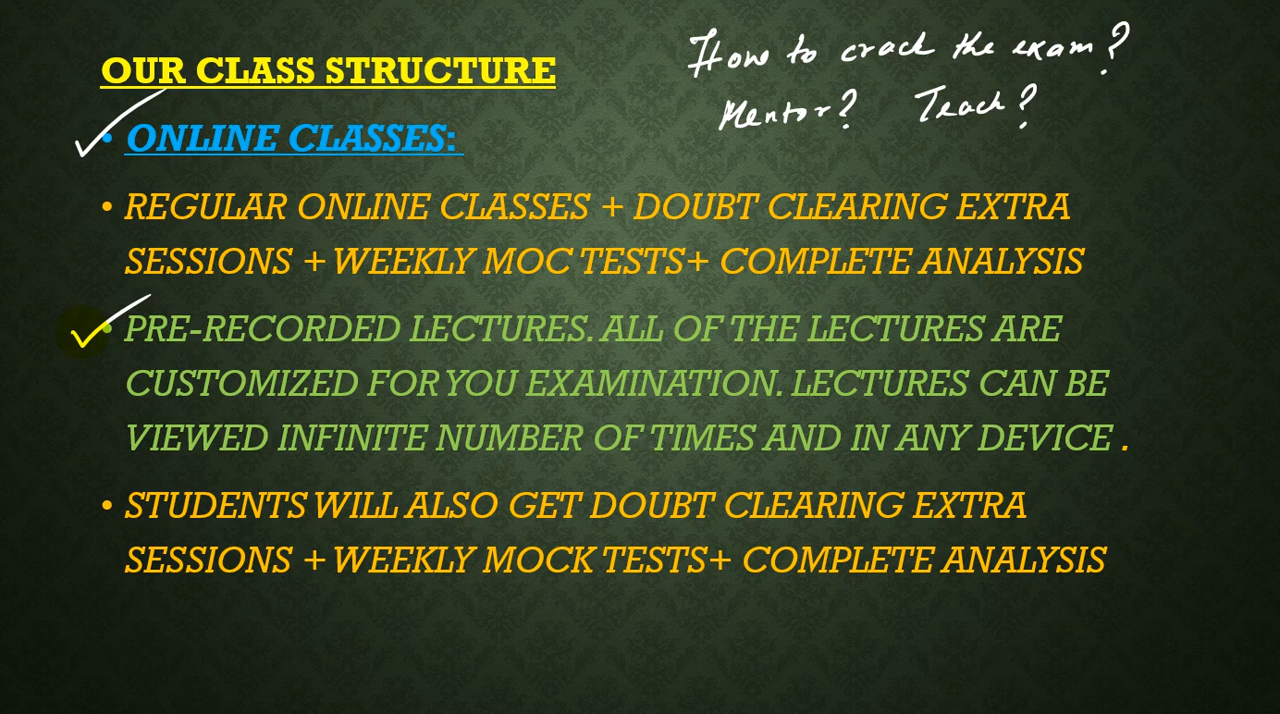 OUR CLASS STRUCTURE
How to crack the exam?
Mentor? Teach?
• ONLINE CLASSES:
• REGULAR ONLINE CLASSES + DOUBT CLEARING EXTRA
SESSIONS + WEEKLY MOC TESTS+ COMPLETE ANALYSIS
• PRE-RECORDED LECTURES. ALL OF THE LECTURES ARE
CUSTOMIZED FOR YOU EXAMINATION. LECTURES CAN BE
VIEWED INFINITE NUMBER OF TIMES AND IN ANY DEVICE .
• STUDENTS WILL ALSO GET DOUBT CLEARING EXTRA
SESSIONS + WEEKLY MOCK TESTS+ COMPLETE ANALYSIS